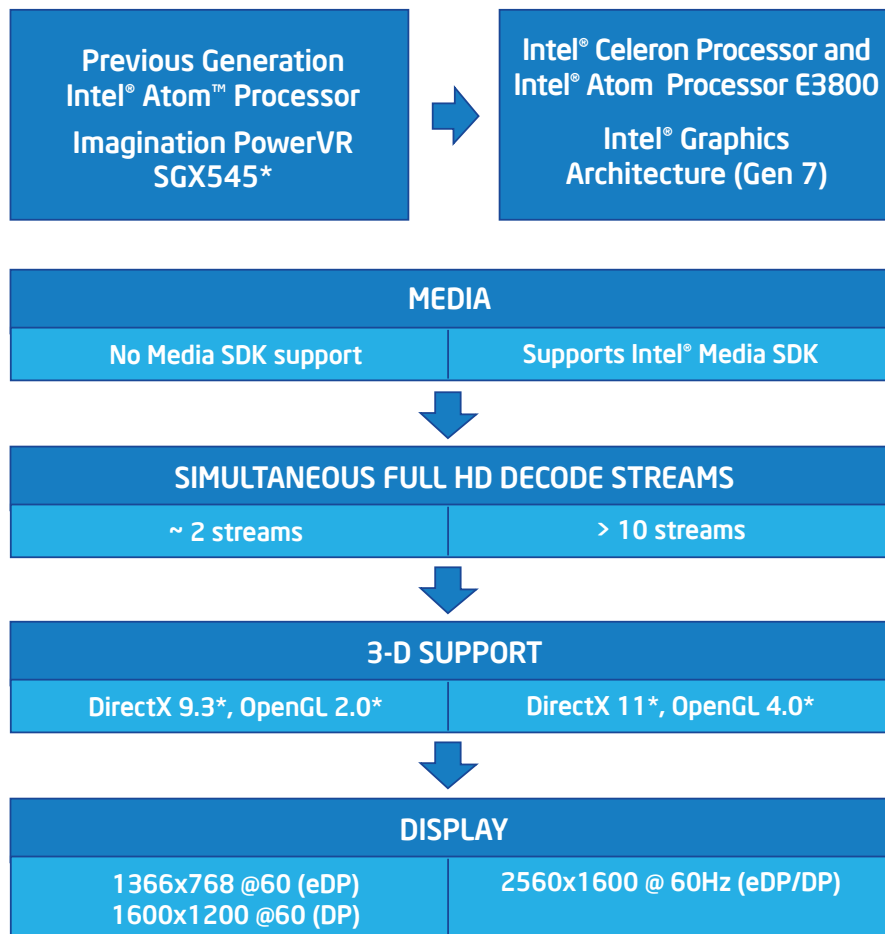 Previous Generation
Intel® Atom™ Processor
Imagination PowerVR
SGX545*
Intel® Celeron Processor and
Intel® Atom Processor E3800
Intel® Graphics
Architecture (Gen 7)
MEDIA
No Media SDK support
Supports Intel® Media SDK
SIMULTANEOUS FULL HD DECODE STREAMS
~ 2 streams
> 10 streams
3-D SUPPORT
DirectX 9.3*, OpenGL 2.0*
DirectX 11*, OpenGL 4.0*
DISPLAY
1366x768 @60 (eDP)
1600x1200 @60 (DP)
2560x1600 @ 60Hz (eDP/DP)